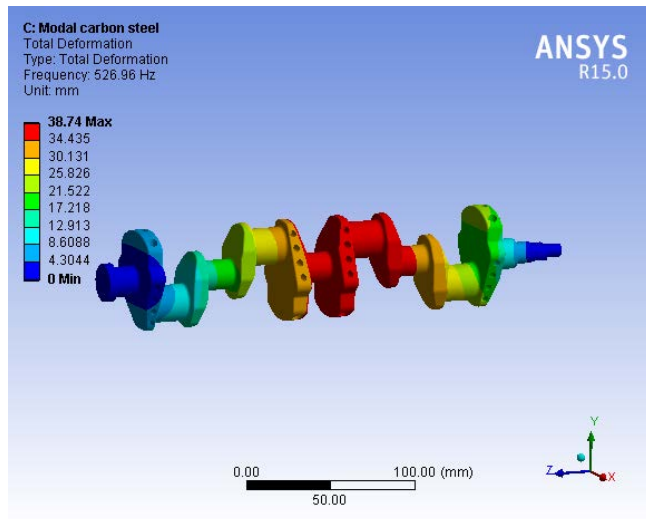 C: Modal carbon steel
Total Deformation
Type: Total Deformation
Frequency: 526.96 Hz
Unit: mm
ANSYS
R15.0
38.74 Max
34.435
30.131
25.826
21.522
17.218
12.913
8.6088
4.3044
0 Min
Y
Z
X
0.00
100.00 (mm)
50.00